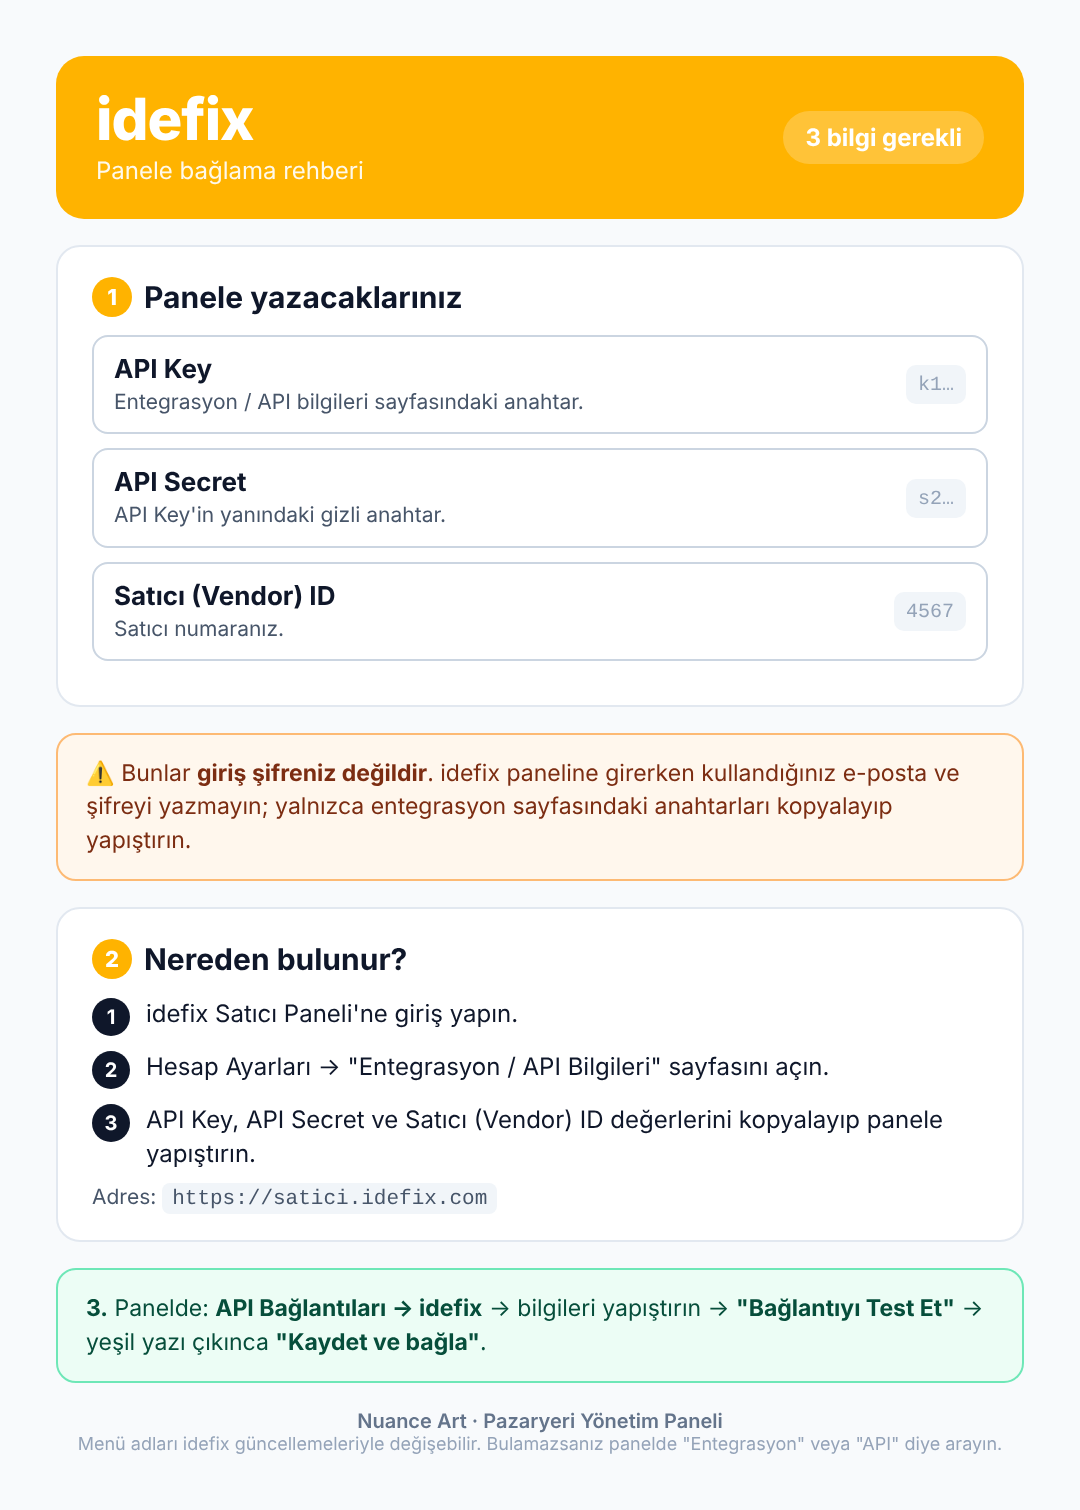 idefix
Panele bağlama rehberi
3 bilgi gerekli
1 Panele yazacaklarınız
API Key
Entegrasyon / API bilgileri sayfasındaki anahtar.
k1…
API Secret
API Key'in yanındaki gizli anahtar.
s2…
Satıcı (Vendor) ID
Satıcı numaranız.
4567
⚠️ Bunlar giriş şifreniz değildir. idefix paneline girerken kullandığınız e-posta ve
şifreyi yazmayın; yalnızca entegrasyon sayfasındaki anahtarları kopyalayıp
yapıştırın.
2 Nereden bulunur?
1 idefix Satıcı Paneli'ne giriş yapın.
2 Hesap Ayarları → "Entegrasyon / API Bilgileri" sayfasını açın.
3 API Key, API Secret ve Satıcı (Vendor) ID değerlerini kopyalayıp panele
yapıştırın.
Adres: https://satici.idefix.com
3. Panelde: API Bağlantıları → idefix → bilgileri yapıştırın → "Bağlantıyı Test Et" →
yeşil yazı çıkınca "Kaydet ve bağla".
Nuance Art · Pazaryeri Yönetim Paneli
Menü adları idefix güncellemeleriyle değişebilir. Bulamazsanız panelde "Entegrasyon" veya "API" diye arayın.